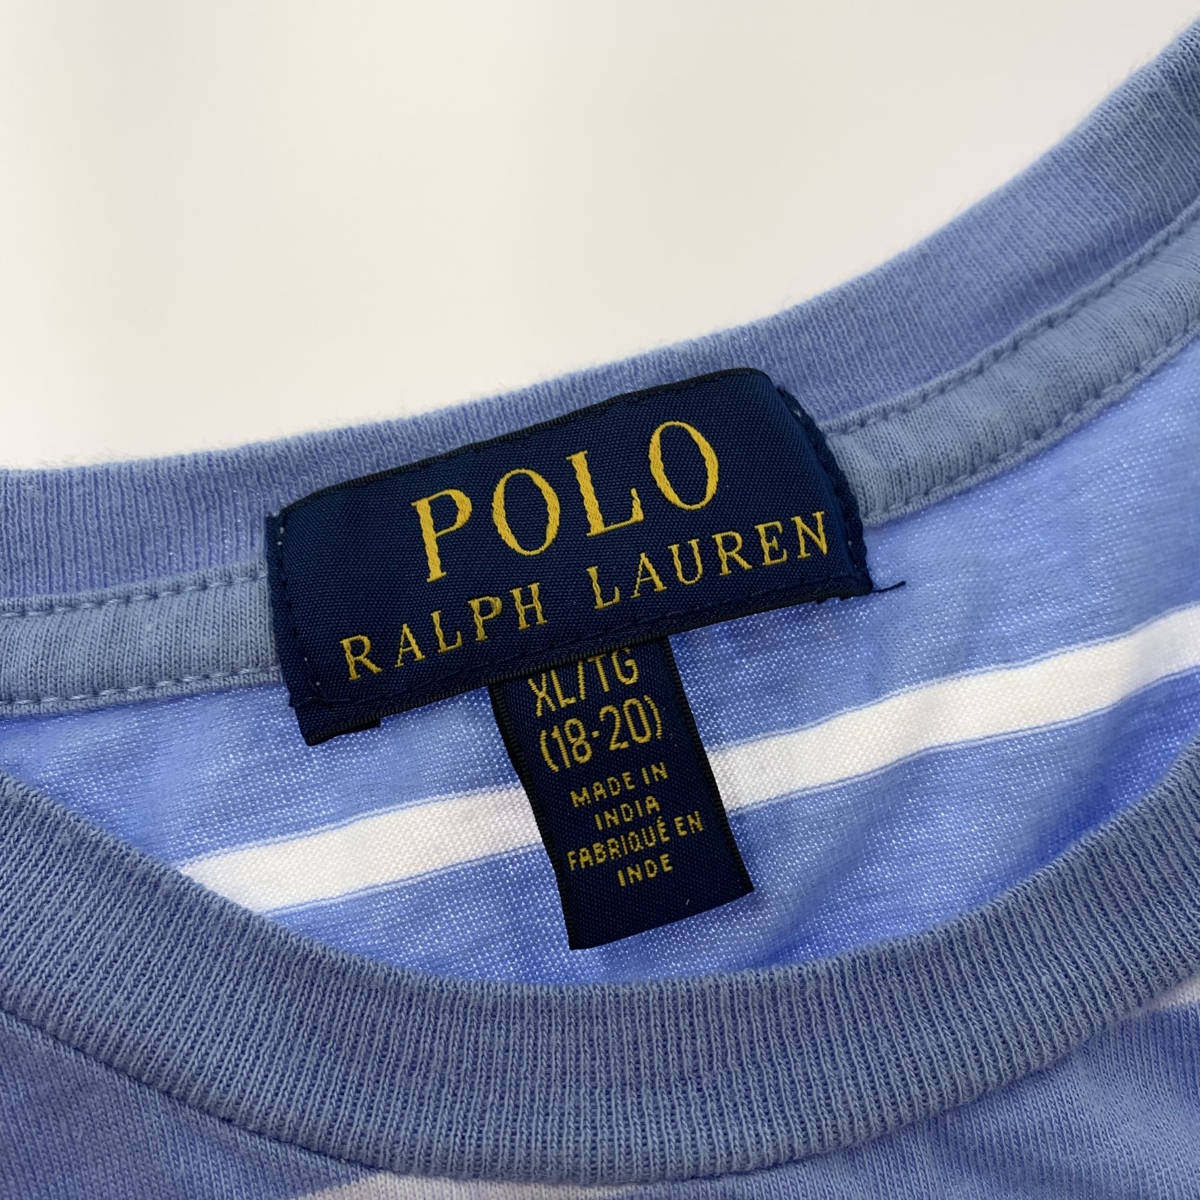 POLO
RALPH LAUREN
XL/TG
(18-20)
MADE IN
INDIA
FABRIQUÉ EN
INDE